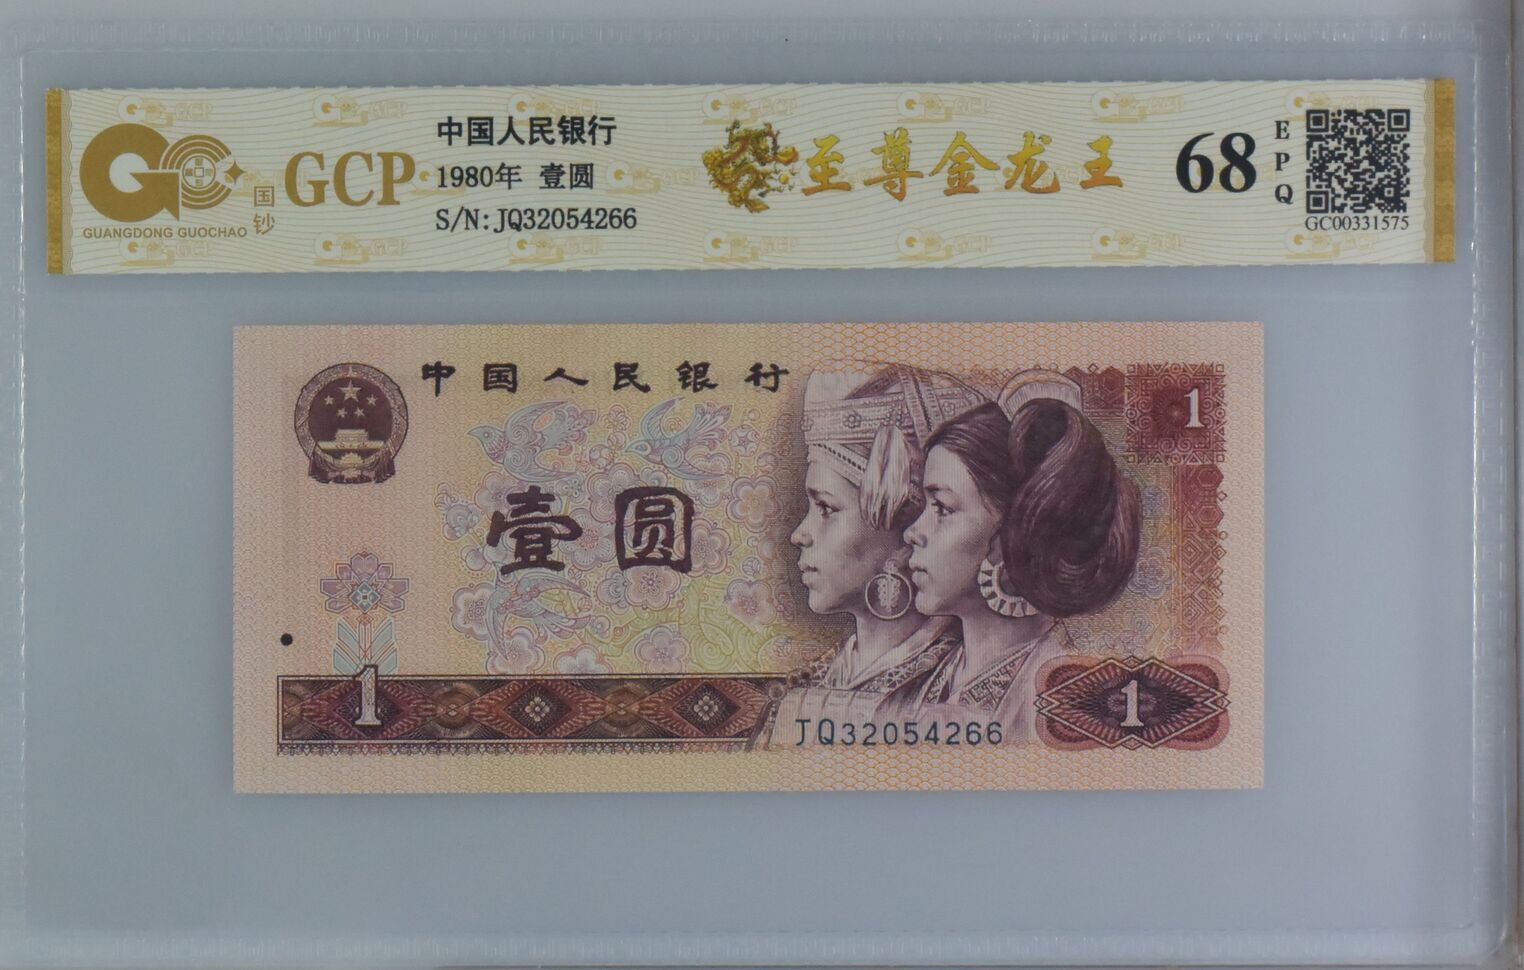 GUANGDONG GUOCHAO
国钞
GCP
中国人民银行
1980年 壹圆
S/N:JQ32054266
至尊金龙王
68
EPQ
GC00331575
中国人民银行
1
壹圆
1
JQ32054266
1